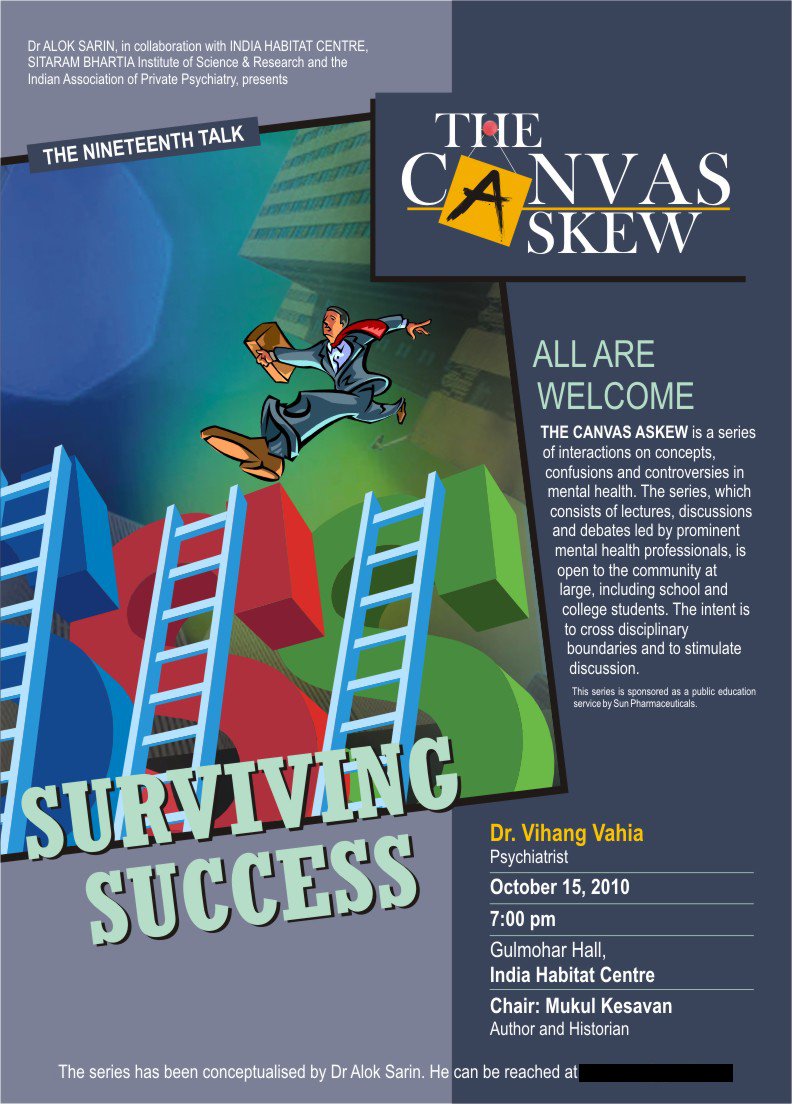 Dr ALOK SARIN, in collaboration with INDIA HABITAT CENTRE,
SITARAM BHARTIA Institute of Science & Research and the
Indian Association of Private Psychiatry, presents
THE NINETEENTH TALK
THE
CANVAS
ASKEW
ALL ARE
WELCOME
THE CANVAS ASKEW is a series
of interactions on concepts,
confusions and controversies in
mental health. The series, which
consists of lectures, discussions
and debates led by prominent
mental health professionals, is
open to the community at
large, including school and
college students. The intent is
to cross disciplinary
boundaries and to stimulate
discussion.
This series is sponsored as a public education
service by Sun Pharmaceuticals.
SURVIVING
SUCCESS
Dr. Vihang Vahia
Psychiatrist
October 15, 2010
7:00 pm
Gulmohar Hall,
India Habitat Centre
Chair: Mukul Kesavan
Author and Historian
The series has been conceptualised by Dr Alok Sarin. He can be reached at